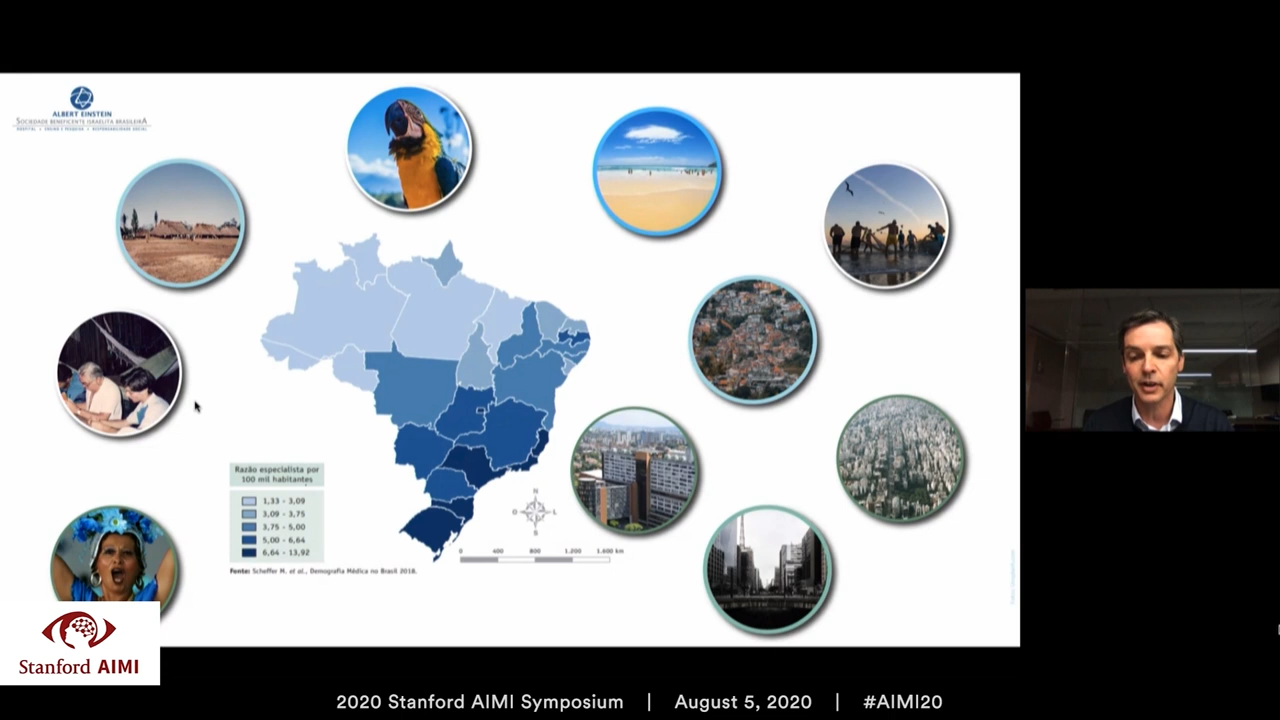 ALBERT EINSTEIN
SOCIEDADE BENEFICENTE ISRAELITA BRASILEIRA
HOSPITAL | ENSINO E PESQUISA | RESPONSABILIDADE SOCIAL
Razão especialista por
100 mil habitantes
1,33 - 3,09
3,09 - 3,75
3,75 - 5,00
5,00 - 6,64
6,64 - 13,92
N
O
L
S
0 400 800 1.200 1.600 km
Fonte: Scheffer M. et al., Demografia Médica no Brasil 2018.
Stanford AIMI
2020 Stanford AIMI Symposium | August 5, 2020 | #AIMI20